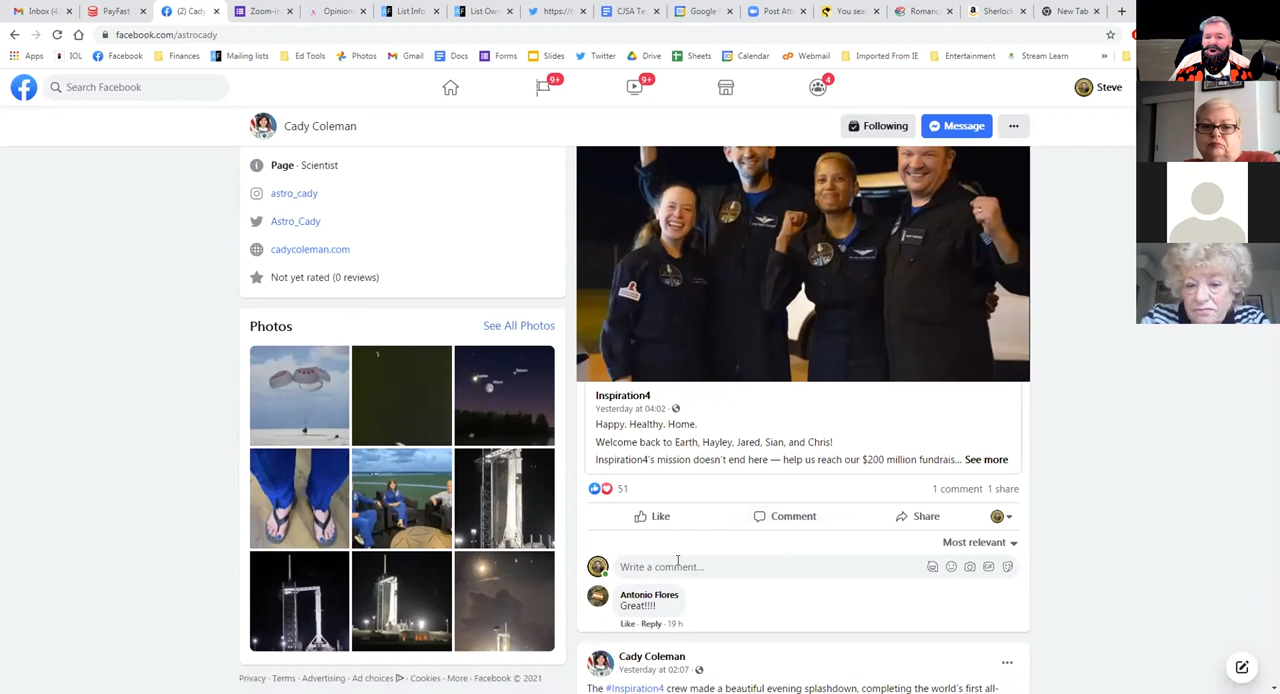 Inbox (4
PayFast
(2) Cady
Zoom-in
Opinion
List Info
List Own
https://t
CJSA Te
Google
Post Att
You sea
Romanc
Sherlock
New Tab
facebook.com/astrocady
Apps
IOL
Facebook
Finances
Mailing lists
Ed Tools
Photos
Gmail
Docs
Forms
Slides
Twitter
Drive
Sheets
Calendar
Webmail
Imported From IE
Entertainment
Stream Learn
Search Facebook
9+
9+
4
Steve
Cady Coleman
Following
Message
Page · Scientist
astro_cady
Astro_Cady
cadycoleman.com
Not yet rated (0 reviews)
Photos
See All Photos
Privacy · Terms · Advertising · Ad choices · Cookies · More · Facebook © 2021
Inspiration4
Yesterday at 04:02 ·
Happy. Healthy. Home.
Welcome back to Earth, Hayley, Jared, Sian, and Chris!
Inspiration4's mission doesn't end here — help us reach our $200 million fundrais... See more
51
1 comment 1 share
Like
Comment
Share
Most relevant
Write a comment...
GIF
Antonio Flores
Great!!!!
Like · Reply · 19 h
Cady Coleman
Yesterday at 02:07 ·
The #Inspiration4 crew made a beautiful evening splashdown, completing the world's first all-